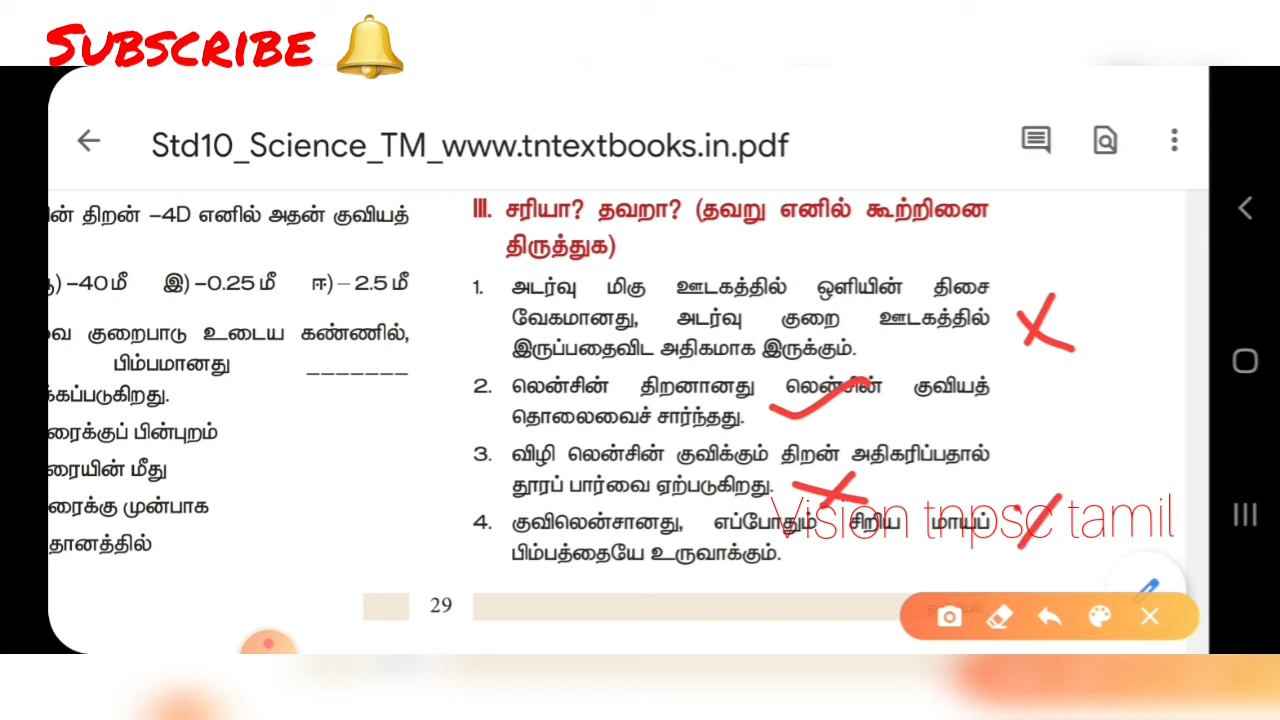 SUBSCRIBE
Std10_Science_TM_www.tntextbooks.in.pdf
ன் திறன் –4D எனில் அதன் குவியத்
–40மீ இ) –0.25 மீ ஈ) – 2.5 மீ
குறைபாடு உடைய கண்ணில்,
பிம்பமானது _______
க்கப்படுகிறது.
ரைக்குப் பின்புறம்
ரையின் மீது
ரைக்கு முன்பாக
தானத்தில்
III. சரியா? தவறா? (தவறு எனில் கூற்றினை
திருத்துக)
1. அடர்வு மிகு ஊடகத்தில் ஒளியின் திசை
வேகமானது, அடர்வு குறை ஊடகத்தில்
இருப்பதைவிட அதிகமாக இருக்கும்.
2. லென்சின் திறனானது லென்சின் குவியத்
தொலைவைச் சார்ந்தது.
3. விழி லென்சின் குவிக்கும் திறன் அதிகரிப்பதால்
தூரப் பார்வை ஏற்படுகிறது.
4. குவிலென்சானது, எப்போதும் சிறிய மாயப்
பிம்பத்தையே உருவாக்கும்.
Vision tnpsc tamil
29